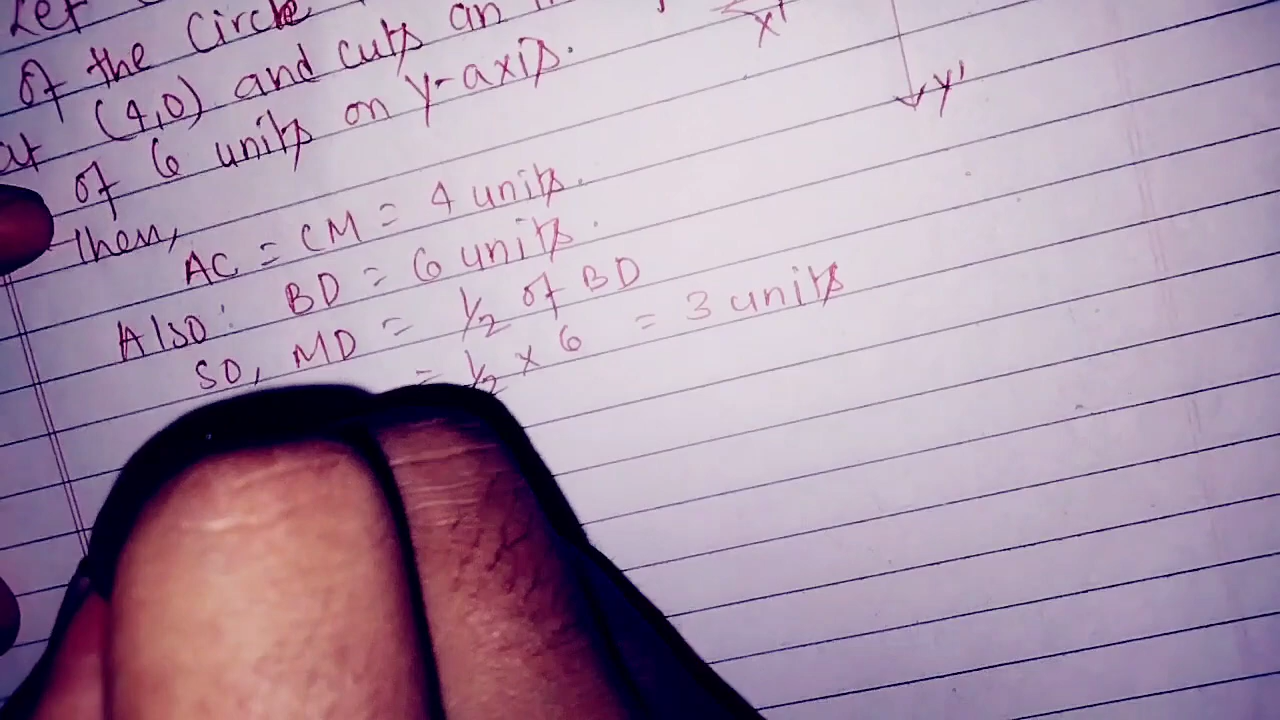 Let
of the Circle
at (4,0) and cuts an
of 6 units on Y-axis.
then,
AC = CM = 4 units.
Also: BD = 6 units.
SO, MD = 1/2 of BD
= 1/2 × 6 = 3 units
X'
Y'